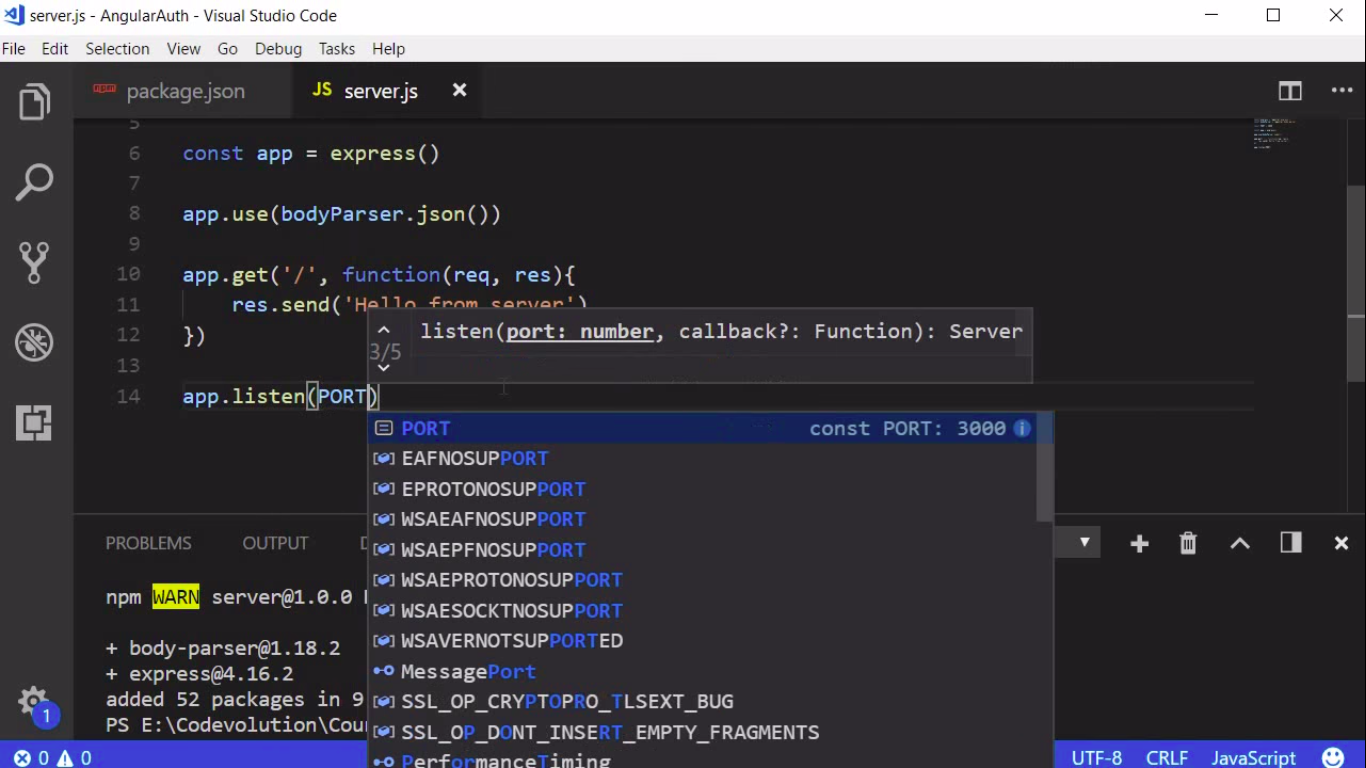 server.js - AngularAuth - Visual Studio Code
File Edit Selection View Go Debug Tasks Help
package.json
JS server.js
5
6 const app = express()
7
8 app.use(bodyParser.json())
9
10 app.get('/', function(req, res){
11 res.send('Hello from server')
12 })
13
14 app.listen(PORT)
3/5
listen(port: number, callback?: Function): Server
PORT const PORT: 3000
EAFNOSUPPORT
EPROTONOSUPPORT
WSAEAFNOSUPPORT
WSAEPFNOSUPPORT
WSAEPROTONOSUPPORT
WSAESOCKTNOSUPPORT
WSAVERNOTSUPPORTED
MessagePort
SSL_OP_CRYPTOPRO_TLSEXT_BUG
SSL_OP_DONT_INSERT_EMPTY_FRAGMENTS
PerformanceTiming
PROBLEMS OUTPUT
npm WARN server@1.0.0
+ body-parser@1.18.2
+ express@4.16.2
added 52 packages in 9
PS E:\Codevolution\Cou
1
0 0 UTF-8 CRLF JavaScript